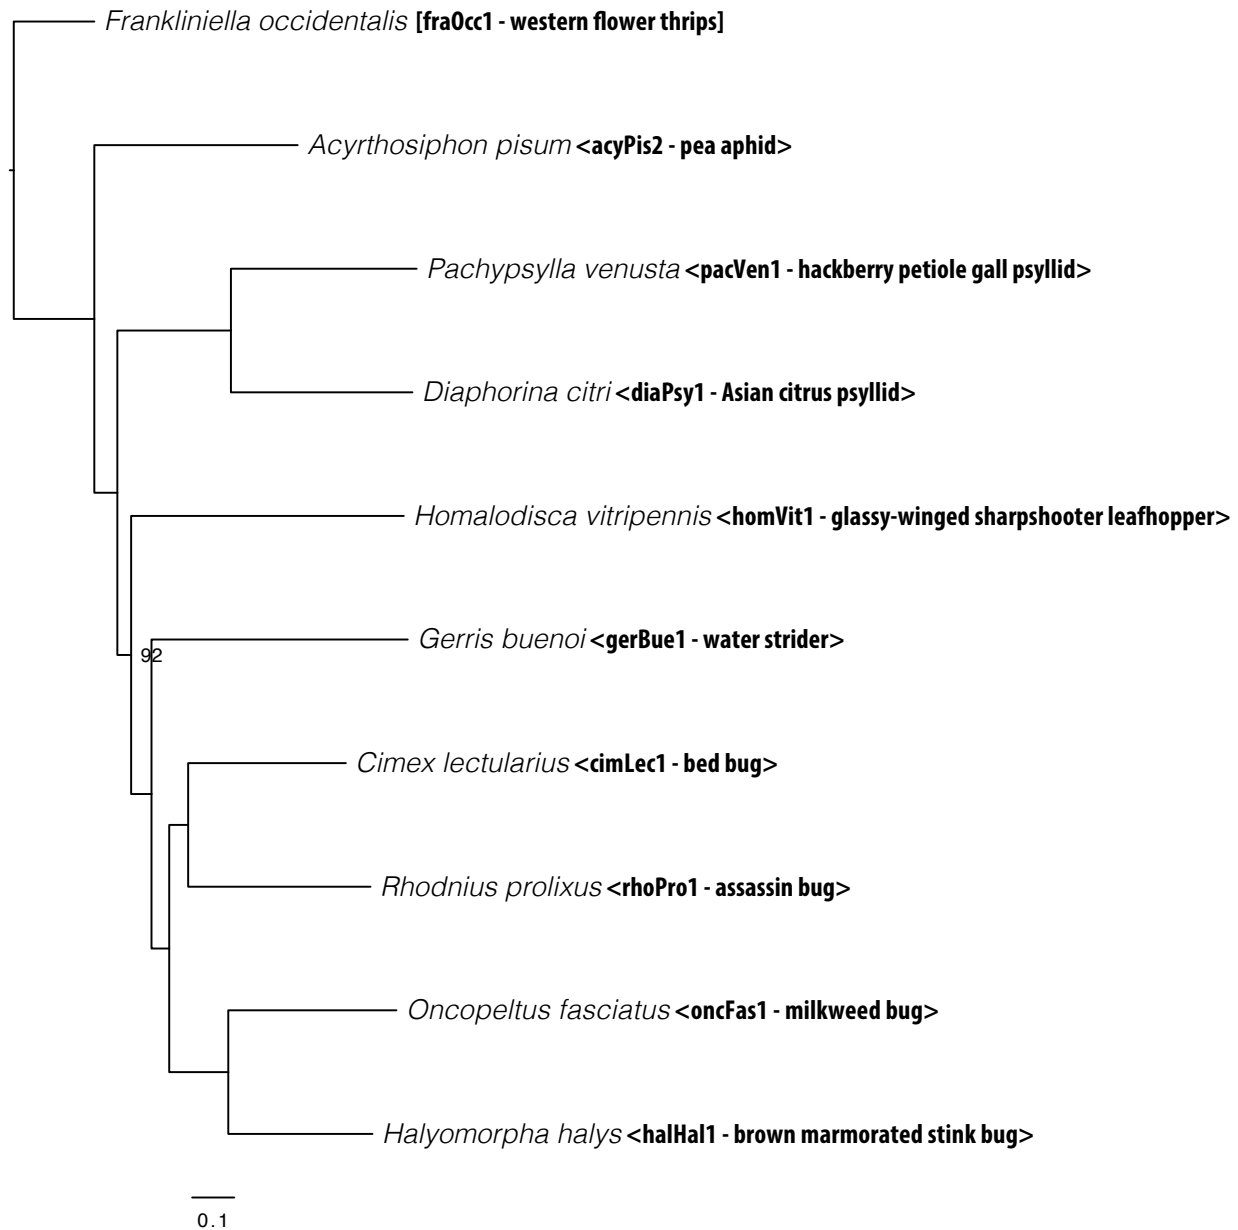 Frankliniella occidentalis [fraOcc1 - western flower thrips]
Acyrthosiphon pisum <acyPis2 - pea aphid>
Pachypsylla venusta <pacVen1 - hackberry petiole gall psyllid>
Diaphorina citri <diaPsy1 - Asian citrus psyllid>
Homalodisca vitripennis <homVit1 - glassy-winged sharpshooter leafhopper>
Gerris buenoi <gerBue1 - water strider>
92
Cimex lectularius <cimLec1 - bed bug>
Rhodnius prolixus <rhoPro1 - assassin bug>
Oncopeltus fasciatus <oncFas1 - milkweed bug>
Halyomorpha halys <halHal1 - brown marmorated stink bug>
0.1